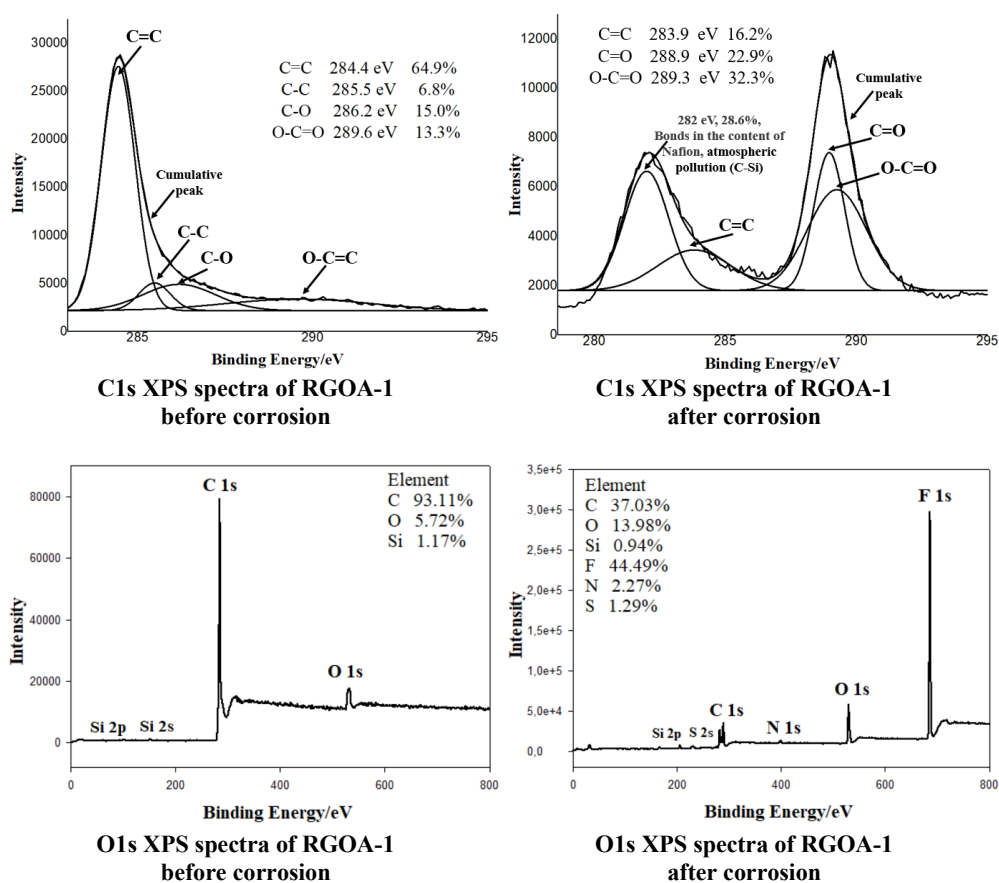 30000
25000
20000
15000
10000
5000
0
Intensity
C=C
C=C 284.4 eV 64.9%
C-C 285.5 eV 6.8%
C-O 286.2 eV 15.0%
O-C=O 289.6 eV 13.3%
Cumulative
peak
C-C
C-O
O-C=C
285
290
295
Binding Energy/eV
C1s XPS spectra of RGOA-1
before corrosion
12000
10000
8000
6000
4000
2000
0
Intensity
C=C 283.9 eV 16.2%
C=O 288.9 eV 22.9%
O-C=O 289.3 eV 32.3%
282 eV, 28.6%,
Bonds in the content of
Nafion, atmospheric
pollution (C-Si)
Cumulative
peak
C=O
O-C=O
C=C
280
285
290
295
Binding Energy/eV
C1s XPS spectra of RGOA-1
after corrosion
80000
60000
40000
20000
0
Intensity
C 1s
Element
C 93.11%
O 5.72%
Si 1.17%
O 1s
Si 2p
Si 2s
0
200
400
600
800
Binding Energy/eV
O1s XPS spectra of RGOA-1
before corrosion
3,5e+5
3,0e+5
2,5e+5
2,0e+5
1,5e+5
1,0e+5
5,0e+4
0,0
Intensity
Element
C 37.03%
O 13.98%
Si 0.94%
F 44.49%
N 2.27%
S 1.29%
F 1s
O 1s
C 1s
N 1s
Si 2p
S 2s
0
200
400
600
800
Binding Energy/eV
O1s XPS spectra of RGOA-1
after corrosion